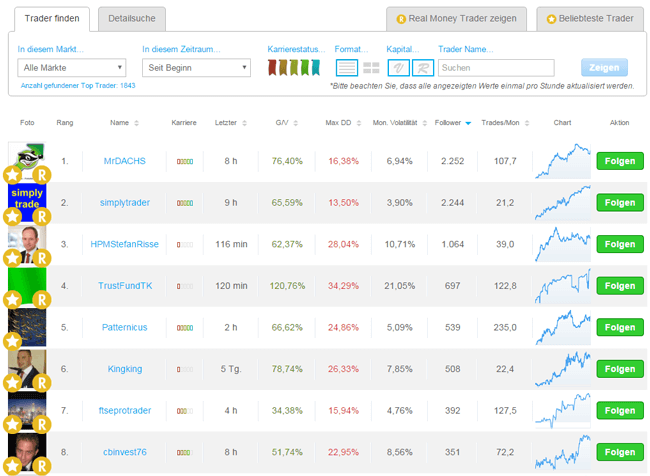 Trader finden Detailsuche R Real Money Trader zeigen Beliebteste Trader
In diesem Markt... In diesem Zeitraum... Karrierestatus... Format... Kapital... Trader Name...
Alle Märkte Seit Beginn V R Suchen Zeigen
Anzahl gefundener Top Trader: 1843 *Bitte beachten Sie, dass alle angezeigten Werte einmal pro Stunde aktualisiert werden.
Foto Rang Name Karriere Letzter G/V Max DD Mon. Volatilität Follower Trades/Mon Chart Aktion
R 1. MrDACHS 8 h 76,40% 16,38% 6,94% 2.252 107,7 Folgen
simply
trade
R 2. simplytrader 9 h 65,59% 13,50% 3,90% 2.244 21,2 Folgen
R 3. HPMStefanRisse 116 min 62,37% 28,04% 10,71% 1.064 39,0 Folgen
R 4. TrustFundTK 120 min 120,76% 34,29% 21,05% 697 122,8 Folgen
5. Patternicus 2 h 66,62% 24,86% 5,09% 539 235,0 Folgen
R 6. Kingking 5 Tg. 78,74% 26,33% 7,85% 508 22,4 Folgen
R 7. ftseprotrader 4 h 34,38% 15,94% 4,76% 392 127,5 Folgen
R 8. cbinvest76 8 h 51,74% 22,95% 8,56% 351 72,2 Folgen